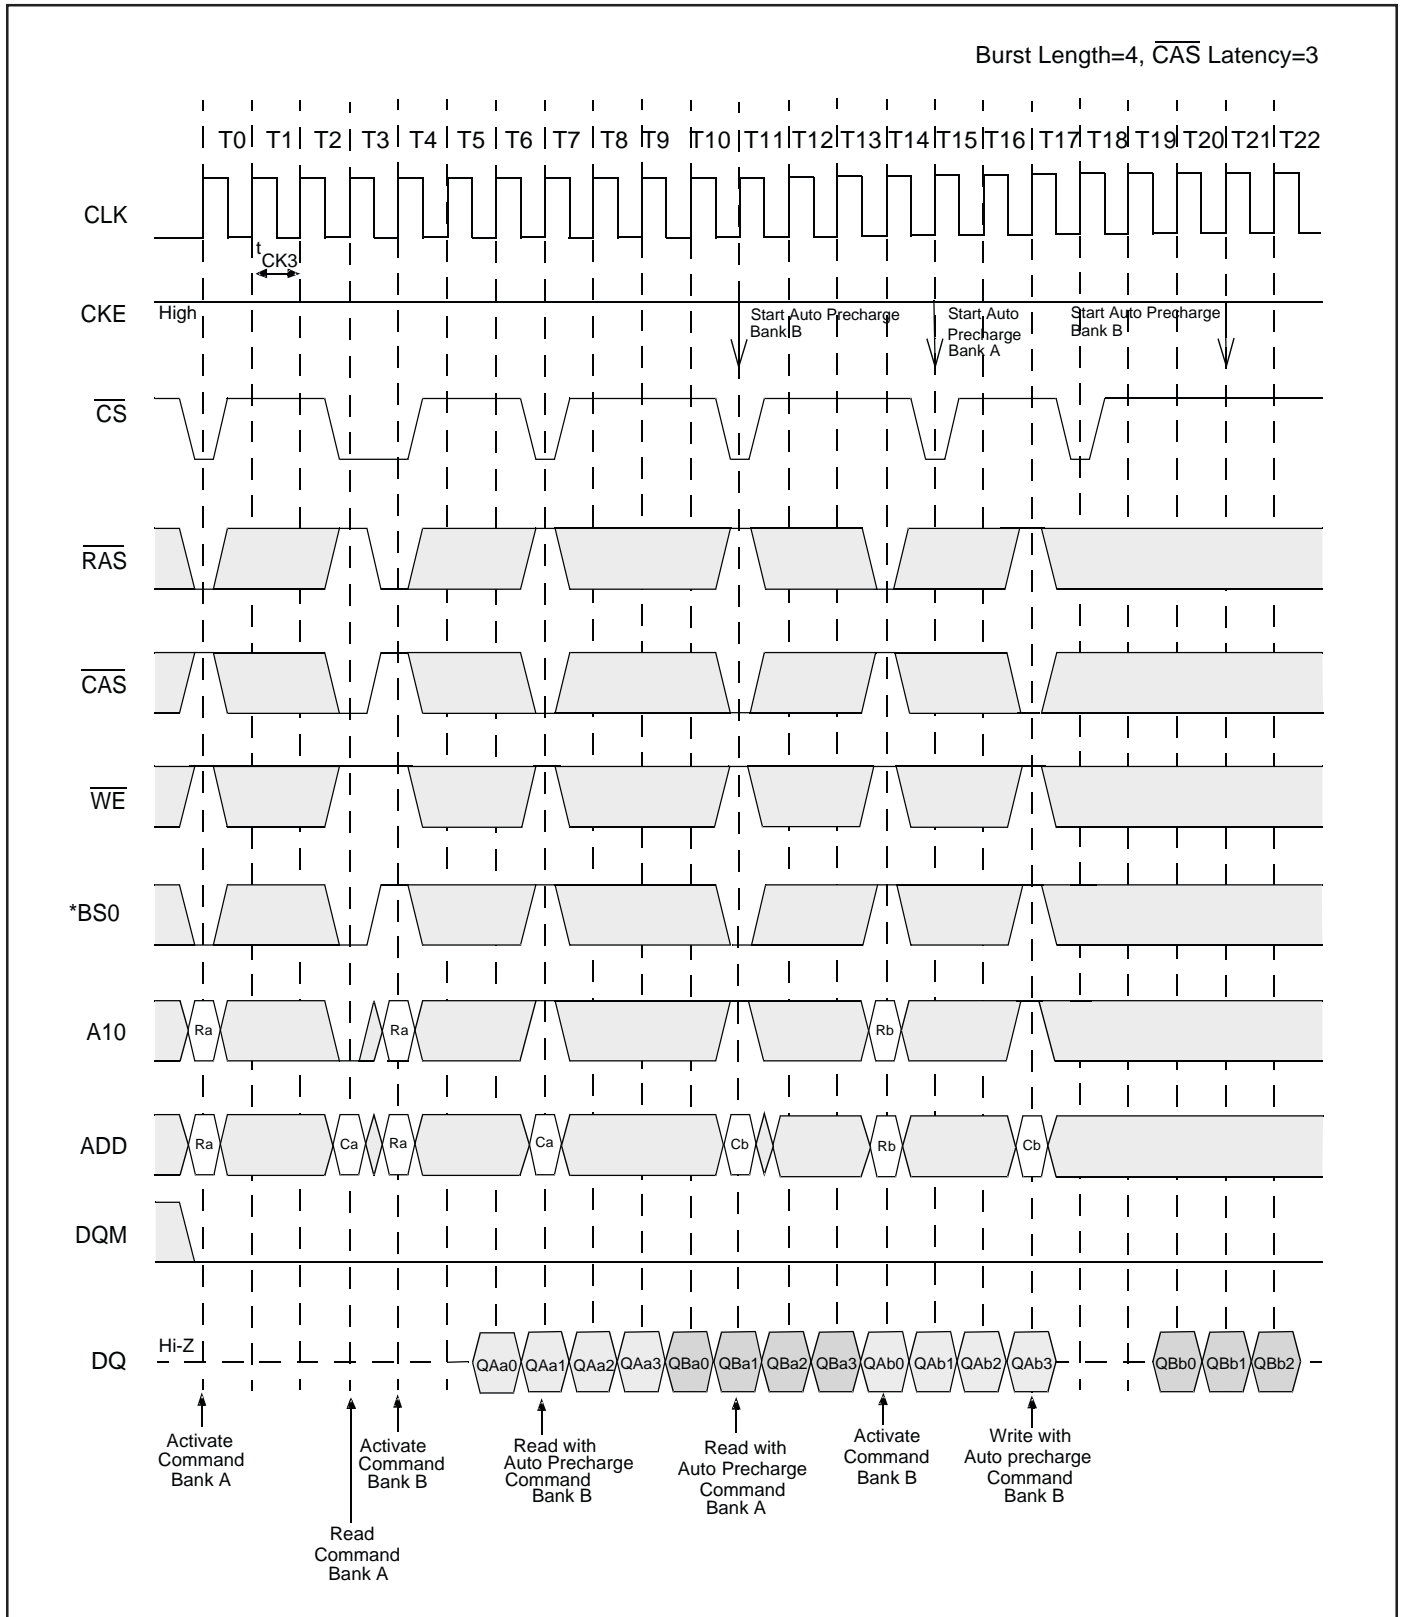 Burst Length=4, CAS Latency=3
T0 T1 T2 T3 T4 T5 T6 T7 T8 T9 T10 T11 T12 T13 T14 T15 T16 T17 T18 T19 T20 T21 T22
CLK
tCK3
CKE
High
Start Auto Precharge
Bank B
Start Auto
Precharge
Bank A
Start Auto Precharge
Bank B
CS
RAS
CAS
WE
*BS0
A10
Ra Ra Rb
ADD
Ra Ca Ra Ca Cb Rb Cb
DQM
DQ
Hi-Z
QAa0 QAa1 QAa2 QAa3 QBa0 QBa1 QBa2 QBa3 QAb0 QAb1 QAb2 QAb3 QBb0 QBb1 QBb2
Activate
Command
Bank A
Read
Command
Bank A
Activate
Command
Bank B
Read with
Auto Precharge
Command
Bank B
Read with
Auto Precharge
Command
Bank A
Activate
Command
Bank B
Write with
Auto precharge
Command
Bank B